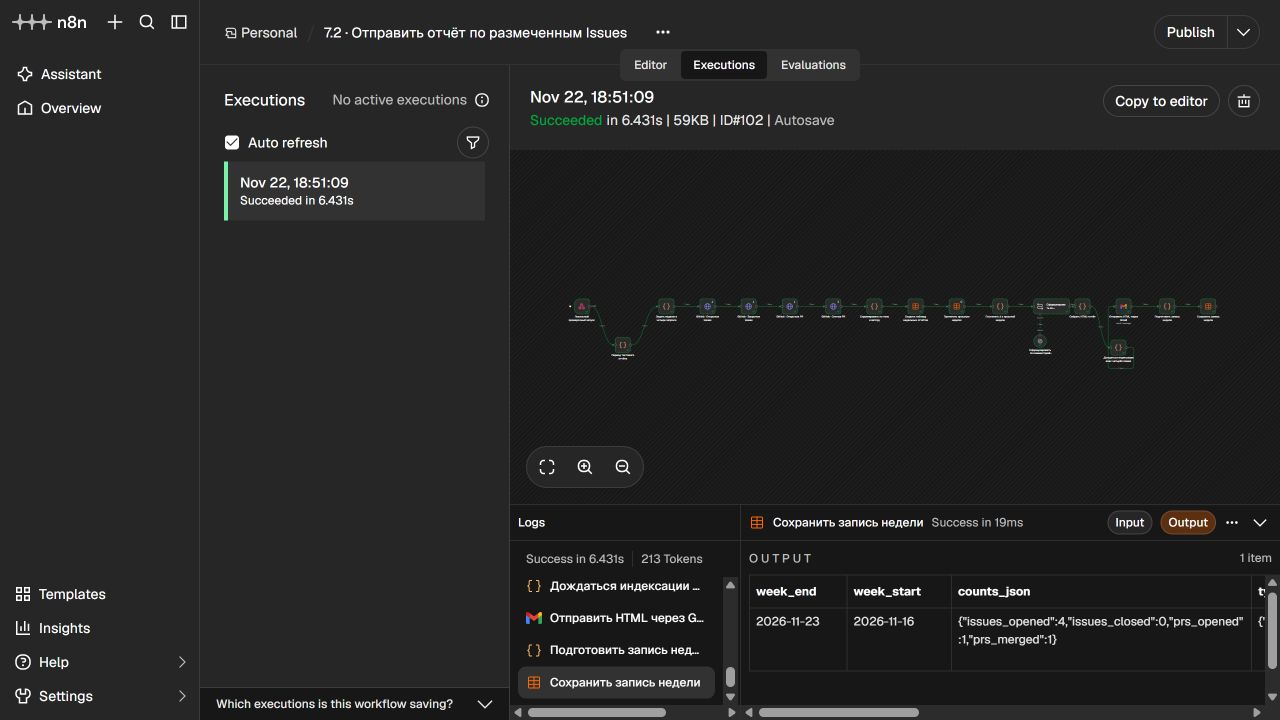 n8n
Personal / 7.2 · Отправить отчёт по размеченным Issues
Publish
Assistant
Overview
Templates
Insights
Help
Settings
Editor
Executions
Evaluations
Executions
No active executions
Auto refresh
Nov 22, 18:51:09
Succeeded in 6.431s
Which executions is this workflow saving?
Nov 22, 18:51:09
Succeeded in 6.431s | 59KB | ID#102 | Autosave
Copy to editor
Logs
Success in 6.431s
213 Tokens
Дождаться индексации ...
Отправить HTML через G...
Подготовить запись нед...
Сохранить запись недели
Сохранить запись недели Success in 19ms
Input
Output
OUTPUT
1 item
week_end week_start counts_json
2026-11-23 2026-11-16 {"issues_opened":4,"issues_closed":0,"prs_opened"
:1,"prs_merged":1}